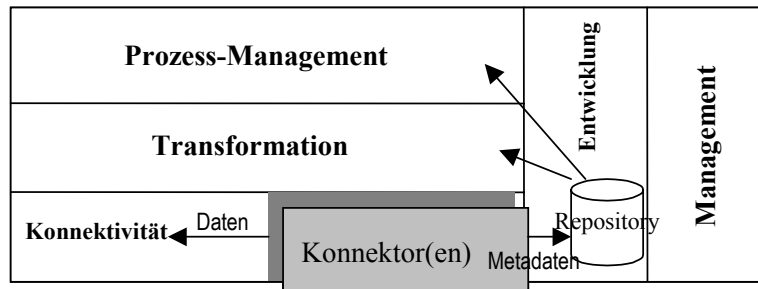 Prozess-Management
Entwicklung
Management
Transformation
Konnektivität
Daten
Konnektor(en)
Metadaten
Repository